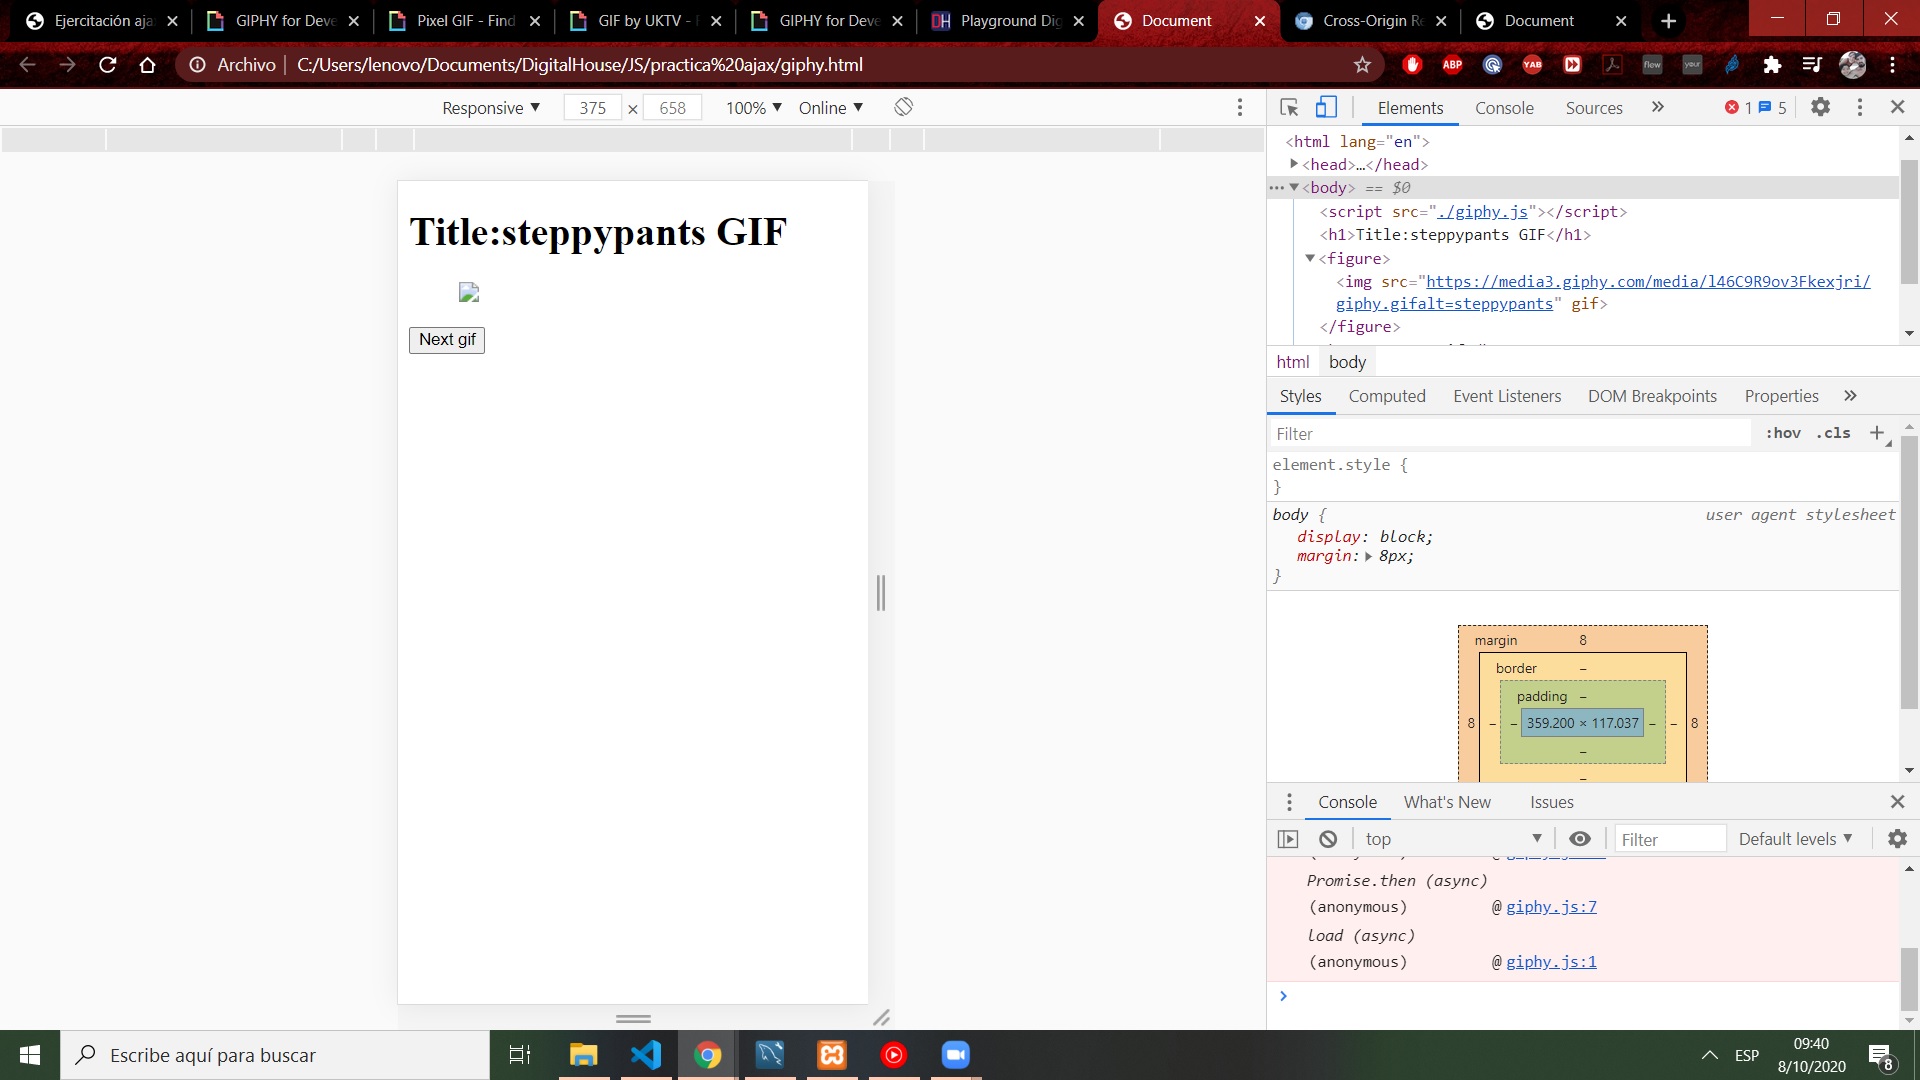 Ejercitación aja
GIPHY for Deve
Pixel GIF - Find
GIF by UKTV - F
GIPHY for Deve
Playground Dig
Document
Cross-Origin Re
Document
Archivo
C:/Users/lenovo/Documents/DigitalHouse/JS/practica%20ajax/giphy.html
ABP
YAB
flew
your
Responsive ▼
375 × 658
100% ▼
Online ▼
Elements
Console
Sources
»
1
5
<html lang="en">
<head>…</head>
<body> == $0
<script src="./giphy.js"></script>
<h1>Title:steppypants GIF</h1>
<figure>
<img src="https://media3.giphy.com/media/l46C9R9ov3Fkexjri/
giphy.gifalt=steppypants" gif>
</figure>
html
body
Title:steppypants GIF
Next gif
Styles
Computed
Event Listeners
DOM Breakpoints
Properties
»
Filter
:hov
.cls
+
element.style {
}
body {
user agent stylesheet
display: block;
margin: 8px;
}
margin 8
border –
padding –
8 – – 359.200 × 117.037 – – 8
–
–
Console
What's New
Issues
top
Filter
Default levels ▼
Promise.then (async)
(anonymous) @ giphy.js:7
load (async)
(anonymous) @ giphy.js:1
>
Escribe aquí para buscar
ESP
09:40
8/10/2020
8